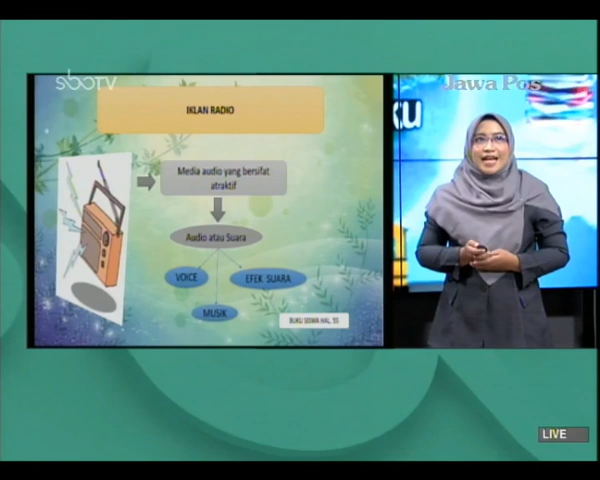 sboTV
Jawa Pos
IKLAN RADIO
KU
Media audio yang bersifat
atraktif
Audio atau Suara
VOICE
EFEK SUARA
MUSIK
BUKU SISWA HAL. 55
LIVE